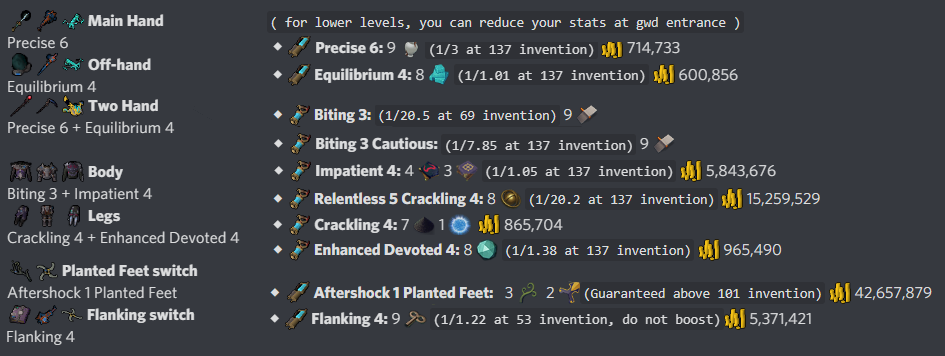 Main Hand
Precise 6
Off-hand
Equilibrium 4
Two Hand
Precise 6 + Equilibrium 4
Body
Biting 3 + Impatient 4
Legs
Crackling 4 + Enhanced Devoted 4
Planted Feet switch
Aftershock 1 Planted Feet
Flanking switch
Flanking 4
( for lower levels, you can reduce your stats at gwd entrance )
Precise 6: 9 (1/3 at 137 invention) 714,733
Equilibrium 4: 8 (1/1.01 at 137 invention) 600,856
Biting 3: (1/20.5 at 69 invention) 9
Biting 3 Cautious: (1/7.85 at 137 invention) 9
Impatient 4: 4 3 (1/1.05 at 137 invention) 5,843,676
Relentless 5 Crackling 4: 8 (1/20.2 at 137 invention) 15,259,529
Crackling 4: 7 1 865,704
Enhanced Devoted 4: 8 (1/1.38 at 137 invention) 965,490
Aftershock 1 Planted Feet: 3 2 (Guaranteed above 101 invention) 42,657,879
Flanking 4: 9 (1/1.22 at 53 invention, do not boost) 5,371,421